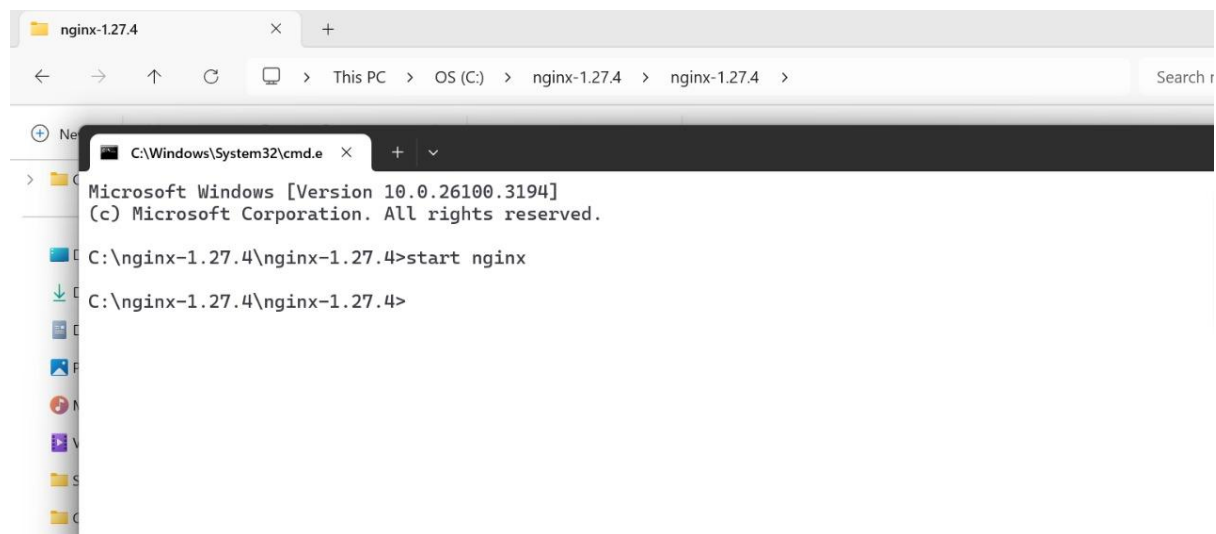 nginx-1.27.4
This PC > OS (C:) > nginx-1.27.4 > nginx-1.27.4 >
Search
C:\Windows\System32\cmd.e
Microsoft Windows [Version 10.0.26100.3194]
(c) Microsoft Corporation. All rights reserved.
C:\nginx-1.27.4\nginx-1.27.4>start nginx
C:\nginx-1.27.4\nginx-1.27.4>